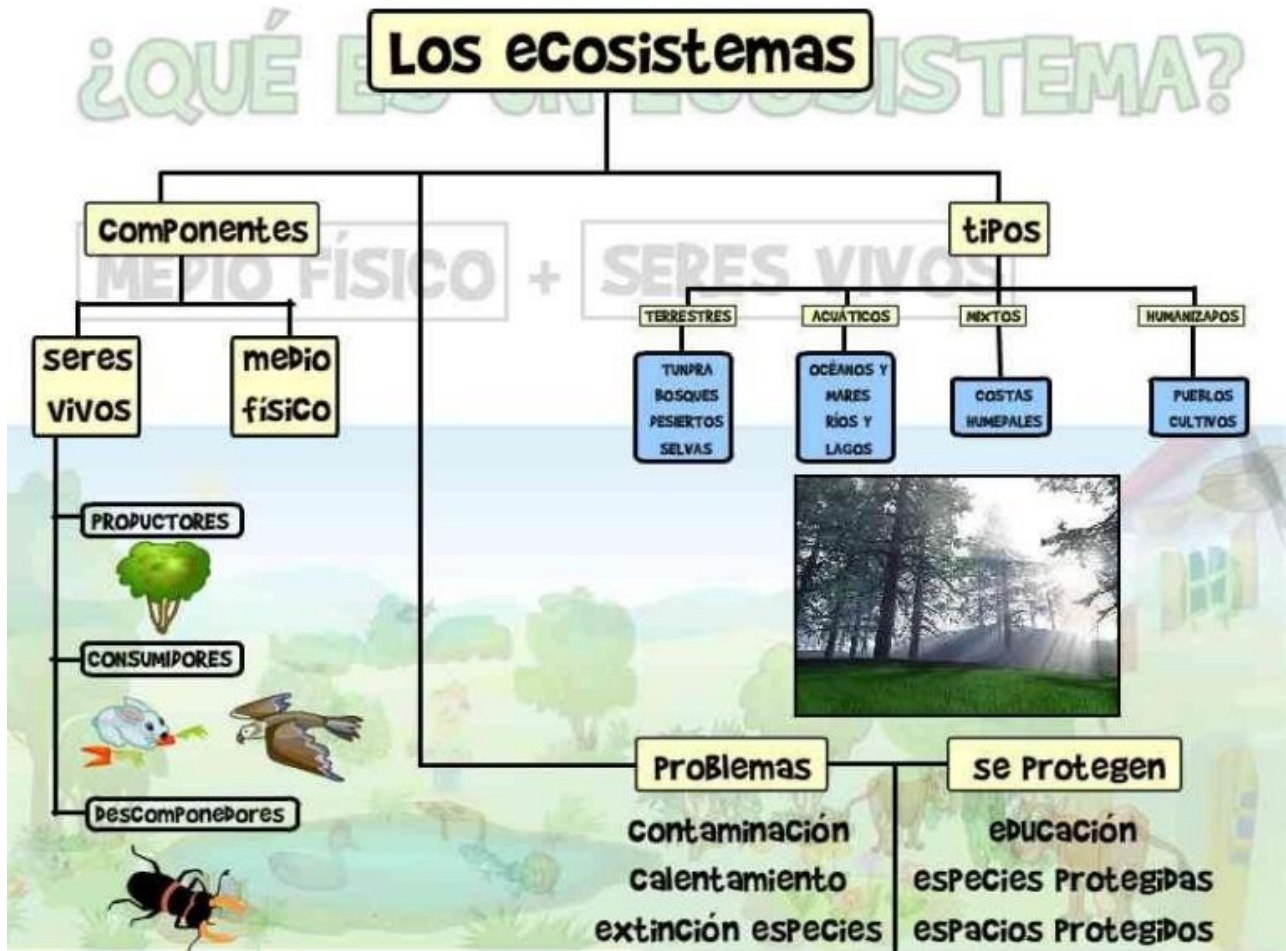 ¿QUÉ ES UN ECOSISTEMA?
Los ecosistemas
componentes
tipos
MEDIO FÍSICO + SERES VIVOS
seres
vivos
medio
físico
TERRESTRES
ACUÁTICOS
MIXTOS
HUMANIZADOS
TUNDRA
BOSQUES
DESIERTOS
SELVAS
OCÉANOS Y
MARES
RÍOS Y
LAGOS
COSTAS
HUMEDALES
PUEBLOS
CULTIVOS
PRODUCTORES
CONSUMIDORES
Descomponedores
Problemas
se protegen
contaminación
calentamiento
extinción especies
educación
especies protegidas
espacios protegidos